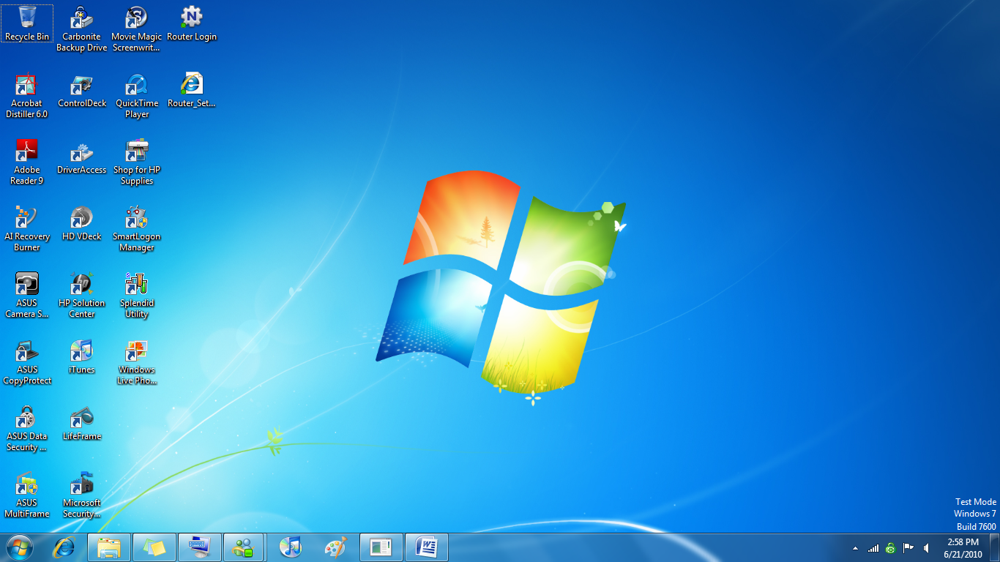 Recycle Bin
Carbonite
Backup Drive
Movie Magic
Screenwrit...
Router Login
Acrobat
Distiller 6.0
ControlDeck
QuickTime
Player
Router_Set...
Adobe
Reader 9
DriverAccess
Shop for HP
Supplies
AI Recovery
Burner
HD VDeck
SmartLogon
Manager
ASUS
Camera S...
HP Solution
Center
Splendid
Utility
ASUS
CopyProtect
iTunes
Windows
Live Pho...
ASUS Data
Security ...
LifeFrame
ASUS
MultiFrame
Microsoft
Security...
Test Mode
Windows 7
Build 7600
2:58 PM
6/21/2010